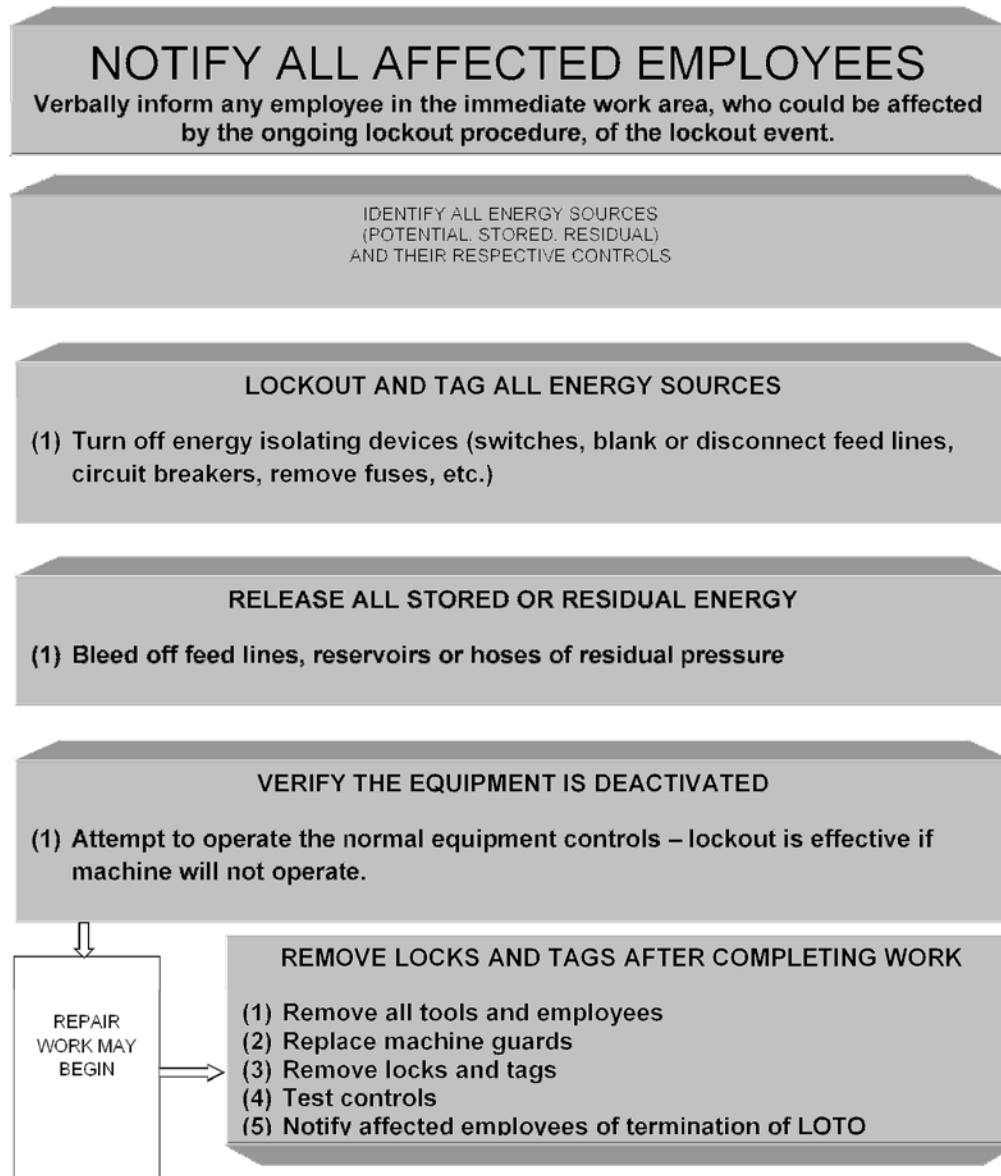 NOTIFY ALL AFFECTED EMPLOYEES
Verbally inform any employee in the immediate work area, who could be affected
by the ongoing lockout procedure, of the lockout event.
IDENTIFY ALL ENERGY SOURCES
(POTENTIAL. STORED. RESIDUAL)
AND THEIR RESPECTIVE CONTROLS
LOCKOUT AND TAG ALL ENERGY SOURCES
(1) Turn off energy isolating devices (switches, blank or disconnect feed lines,
circuit breakers, remove fuses, etc.)
RELEASE ALL STORED OR RESIDUAL ENERGY
(1) Bleed off feed lines, reservoirs or hoses of residual pressure
VERIFY THE EQUIPMENT IS DEACTIVATED
(1) Attempt to operate the normal equipment controls – lockout is effective if
machine will not operate.
REPAIR
WORK MAY
BEGIN
REMOVE LOCKS AND TAGS AFTER COMPLETING WORK
(1) Remove all tools and employees
(2) Replace machine guards
(3) Remove locks and tags
(4) Test controls
(5) Notify affected employees of termination of LOTO